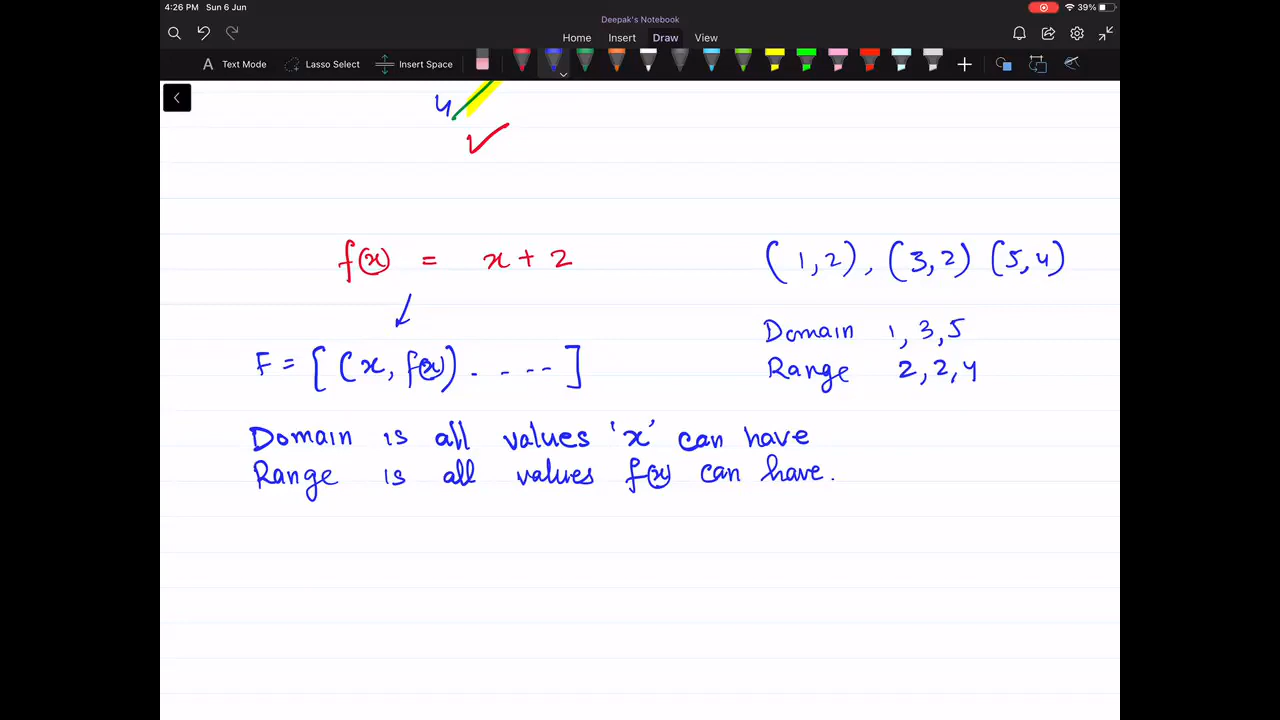 4:26 PM Sun 6 Jun
39%
Deepak's Notebook
Home Insert Draw View
A Text Mode Lasso Select Insert Space
4
f(x) = x + 2
(1,2), (3,2) (5,4)
Domain 1, 3, 5
Range 2, 2, 4
F = [ (x, f(x)) . - . -- ]
Domain is all values 'x' can have
Range is all values f(x) can have.